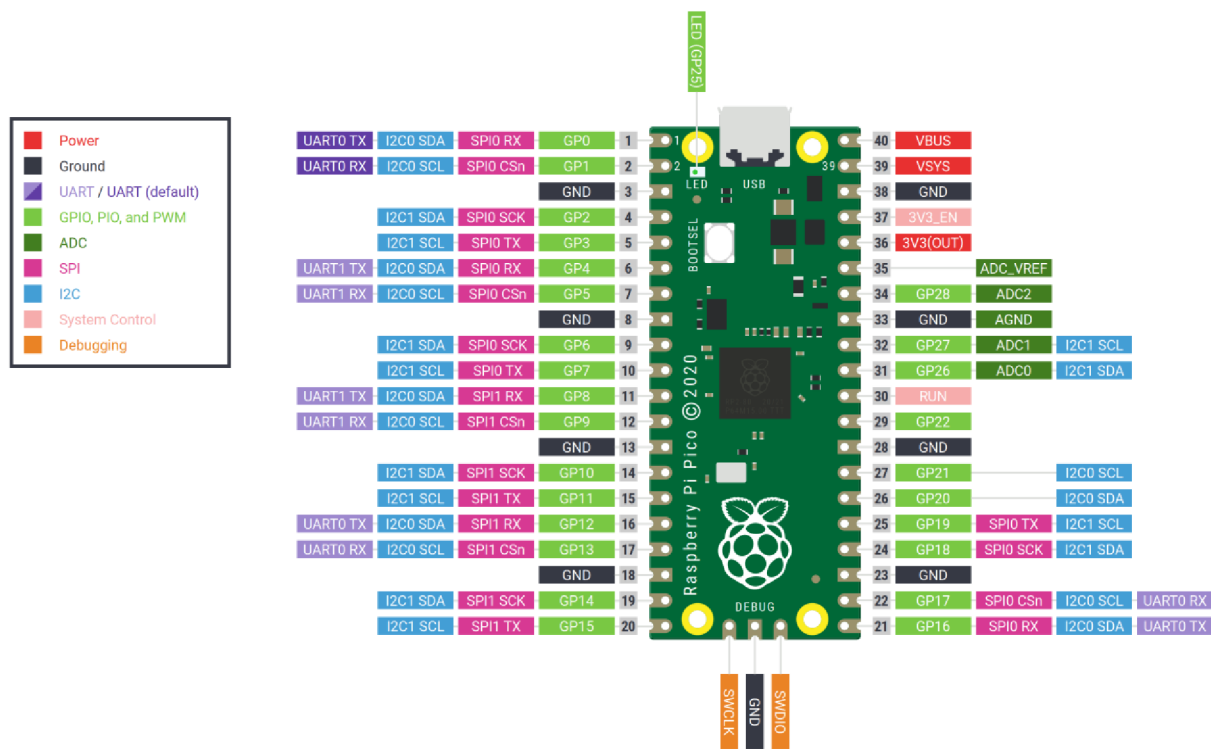 LED (GP25)
Power
Ground
UART / UART (default)
GPIO, PIO, and PWM
ADC
SPI
I2C
System Control
Debugging
UART0 TX I2C0 SDA SPI0 RX GP0 1
UART0 RX I2C0 SCL SPI0 CSn GP1 2
GND 3
I2C1 SDA SPI0 SCK GP2 4
I2C1 SCL SPI0 TX GP3 5
UART1 TX I2C0 SDA SPI0 RX GP4 6
UART1 RX I2C0 SCL SPI0 CSn GP5 7
GND 8
I2C1 SDA SPI0 SCK GP6 9
I2C1 SCL SPI0 TX GP7 10
UART1 TX I2C0 SDA SPI1 RX GP8 11
UART1 RX I2C0 SCL SPI1 CSn GP9 12
GND 13
I2C1 SDA SPI1 SCK GP10 14
I2C1 SCL SPI1 TX GP11 15
UART0 TX I2C0 SDA SPI1 RX GP12 16
UART0 RX I2C0 SCL SPI1 CSn GP13 17
GND 18
I2C1 SDA SPI1 SCK GP14 19
I2C1 SCL SPI1 TX GP15 20
1
2
39
LED
USB
BOOTSEL
Raspberry Pi Pico © 2020
DEBUG
40 VBUS
39 VSYS
38 GND
37 3V3_EN
36 3V3(OUT)
35 ADC_VREF
34 GP28 ADC2
33 GND AGND
32 GP27 ADC1 I2C1 SCL
31 GP26 ADC0 I2C1 SDA
30 RUN
29 GP22
28 GND
27 GP21 I2C0 SCL
26 GP20 I2C0 SDA
25 GP19 SPI0 TX I2C1 SCL
24 GP18 SPI0 SCK I2C1 SDA
23 GND
22 GP17 SPI0 CSn I2C0 SCL UART0 RX
21 GP16 SPI0 RX I2C0 SDA UART0 TX
SWCLK
GND
SWDIO